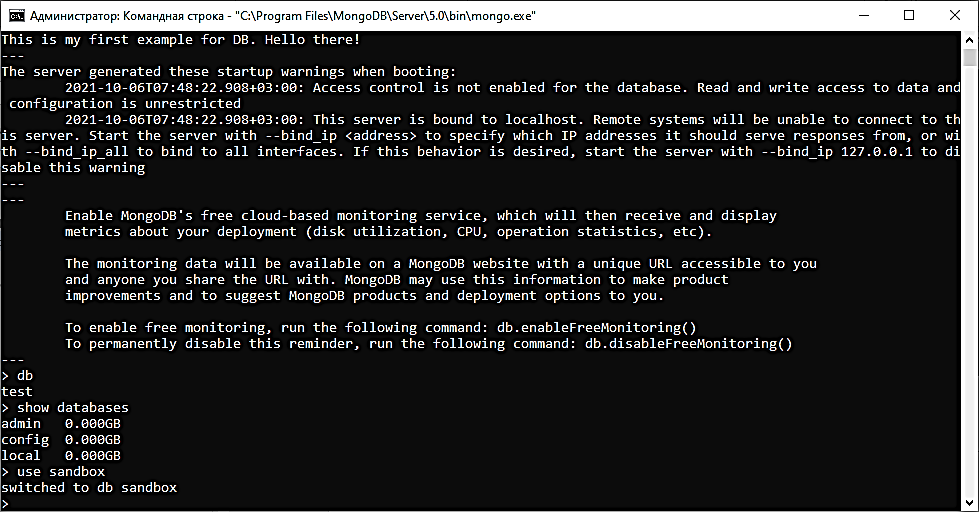 Администратор: Командная строка - "C:\Program Files\MongoDB\Server\5.0\bin\mongo.exe"
This is my first example for DB. Hello there!
---
The server generated these startup warnings when booting:
        2021-10-06T07:48:22.908+03:00: Access control is not enabled for the database. Read and write access to data and
 configuration is unrestricted
        2021-10-06T07:48:22.908+03:00: This server is bound to localhost. Remote systems will be unable to connect to th
is server. Start the server with --bind_ip <address> to specify which IP addresses it should serve responses from, or wi
th --bind_ip_all to bind to all interfaces. If this behavior is desired, start the server with --bind_ip 127.0.0.1 to di
sable this warning
---
---
        Enable MongoDB's free cloud-based monitoring service, which will then receive and display
        metrics about your deployment (disk utilization, CPU, operation statistics, etc).

        The monitoring data will be available on a MongoDB website with a unique URL accessible to you
        and anyone you share the URL with. MongoDB may use this information to make product
        improvements and to suggest MongoDB products and deployment options to you.

        To enable free monitoring, run the following command: db.enableFreeMonitoring()
        To permanently disable this reminder, run the following command: db.disableFreeMonitoring()
---
> db
test
> show databases
admin   0.000GB
config  0.000GB
local   0.000GB
> use sandbox
switched to db sandbox
>